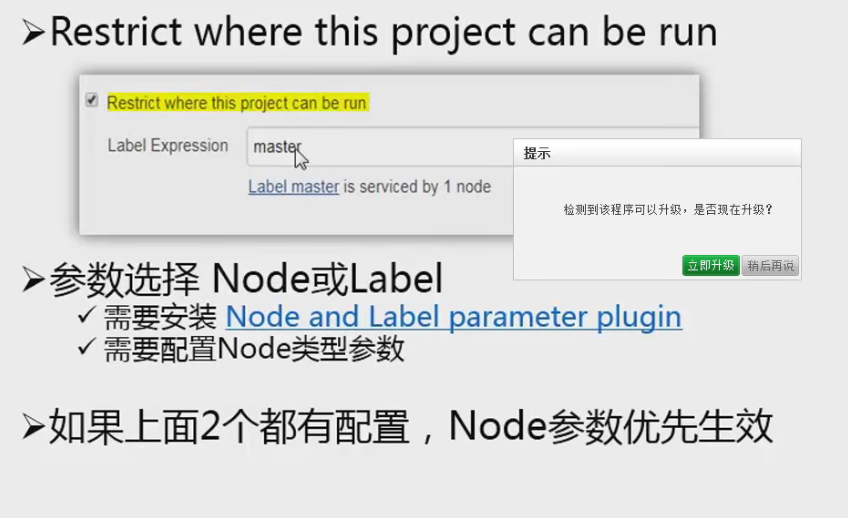 Restrict where this project can be run
Restrict where this project can be run
Label Expression
master
Label master is serviced by 1 node
提示
检测到该程序可以升级，是否现在升级？
立即升级 稍后再说
参数选择 Node或Label
需要安装 Node and Label parameter plugin
需要配置Node类型参数
如果上面2个都有配置，Node参数优先生效